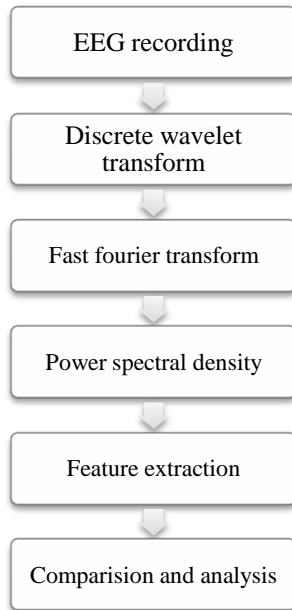 EEG recording
Discrete wavelet
transform
Fast fourier transform
Power spectral density
Feature extraction
Comparision and analysis